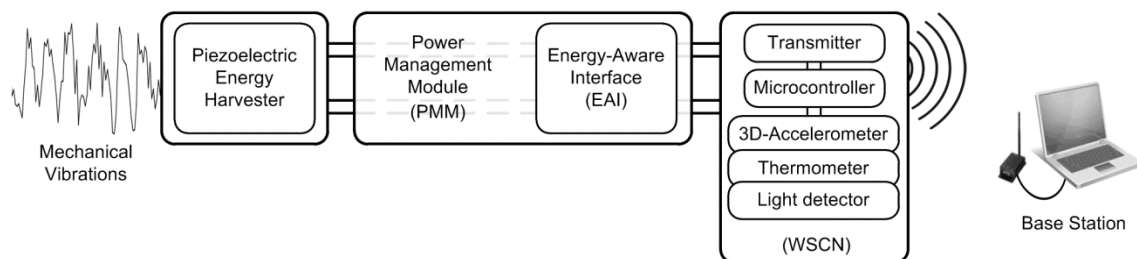 Mechanical
Vibrations
Piezoelectric
Energy
Harvester
Power
Management
Module
(PMM)
Energy-Aware
Interface
(EAI)
Transmitter
Microcontroller
3D-Accelerometer
Thermometer
Light detector
(WSCN)
Base Station